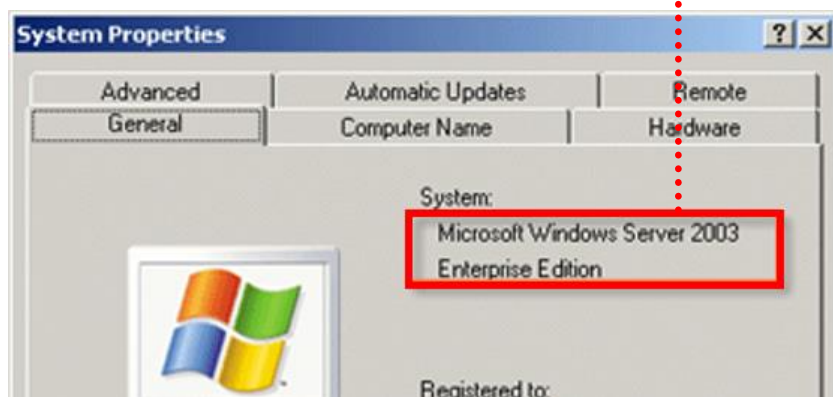 System Properties
Advanced Automatic Updates Remote
General Computer Name Hardware
System:
Microsoft Windows Server 2003
Enterprise Edition
Registered to: